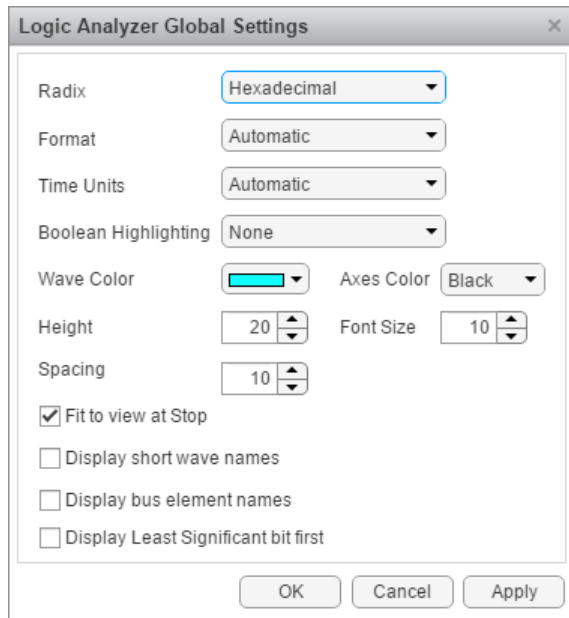 Logic Analyzer Global Settings
Radix Hexadecimal
Format Automatic
Time Units Automatic
Boolean Highlighting None
Wave Color Axes Color Black
Height 20 Font Size 10
Spacing 10
Fit to view at Stop
Display short wave names
Display bus element names
Display Least Significant bit first
OK Cancel Apply